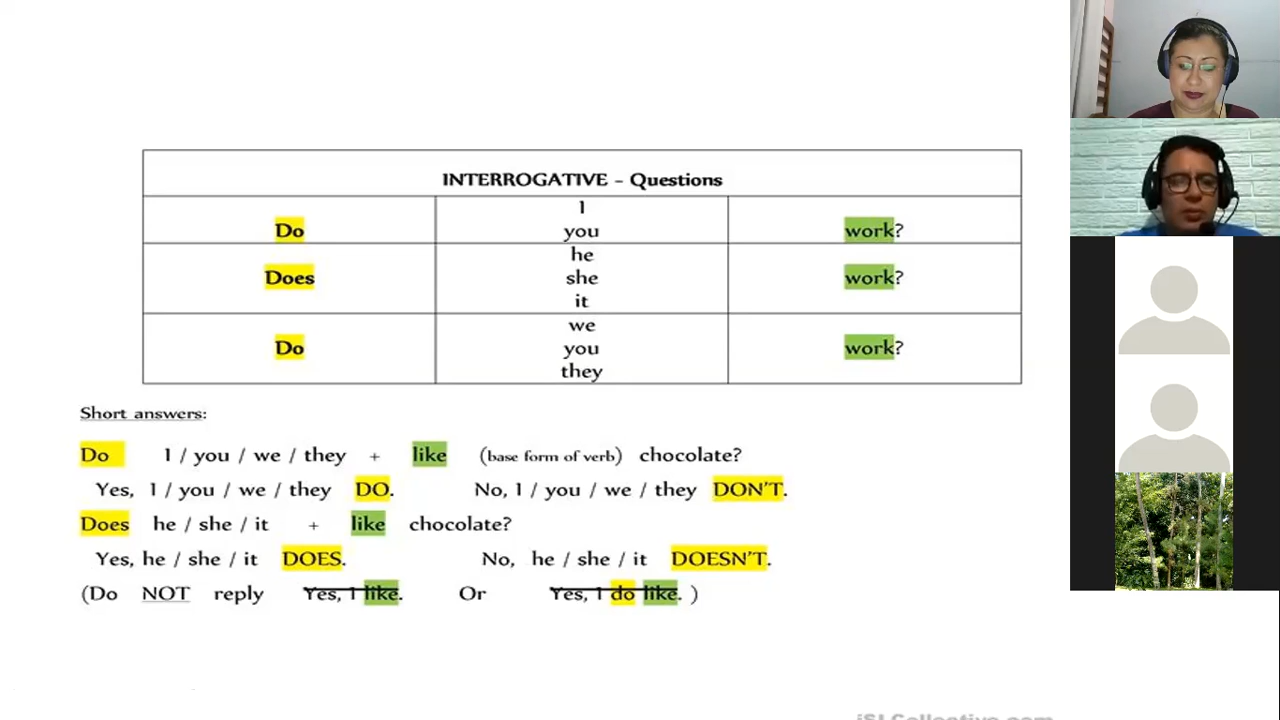 INTERROGATIVE – Questions
I
Do you work?
he
Does she work?
it
we
Do you work?
they
Short answers:
Do I / you / we / they + like (base form of verb) chocolate?
Yes, I / you / we / they DO. No, I / you / we / they DON'T.
Does he / she / it + like chocolate?
Yes, he / she / it DOES. No, he / she / it DOESN'T.
(Do NOT reply Yes, I like. Or Yes, I do like. )
iSLCollective.com